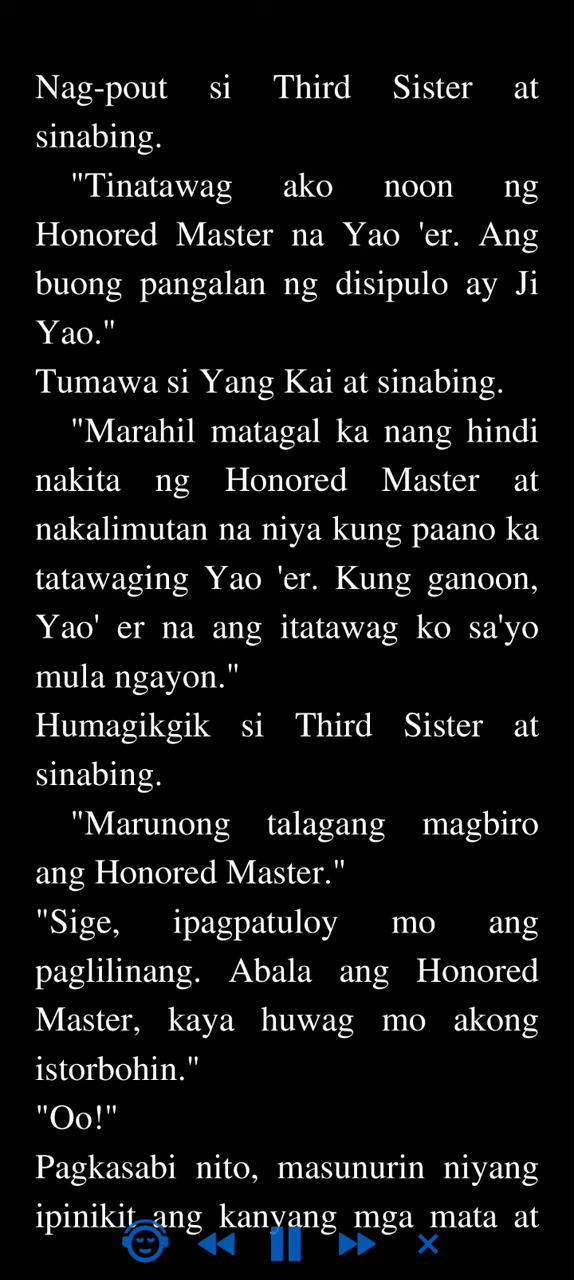 Nag-pout si Third Sister at
sinabing.
"Tinatawag ako noon ng
Honored Master na Yao 'er. Ang
buong pangalan ng disipulo ay Ji
Yao."
Tumawa si Yang Kai at sinabing.
"Marahil matagal ka nang hindi
nakita ng Honored Master at
nakalimutan na niya kung paano ka
tatawaging Yao 'er. Kung ganoon,
Yao' er na ang itatawag ko sa'yo
mula ngayon."
Humagikgik si Third Sister at
sinabing.
"Marunong talagang magbiro
ang Honored Master."
"Sige, ipagpatuloy mo ang
paglilinang. Abala ang Honored
Master, kaya huwag mo akong
istorbohin."
"Oo!"
Pagkasabi nito, masunurin niyang
ipinikit ang kanyang mga mata at